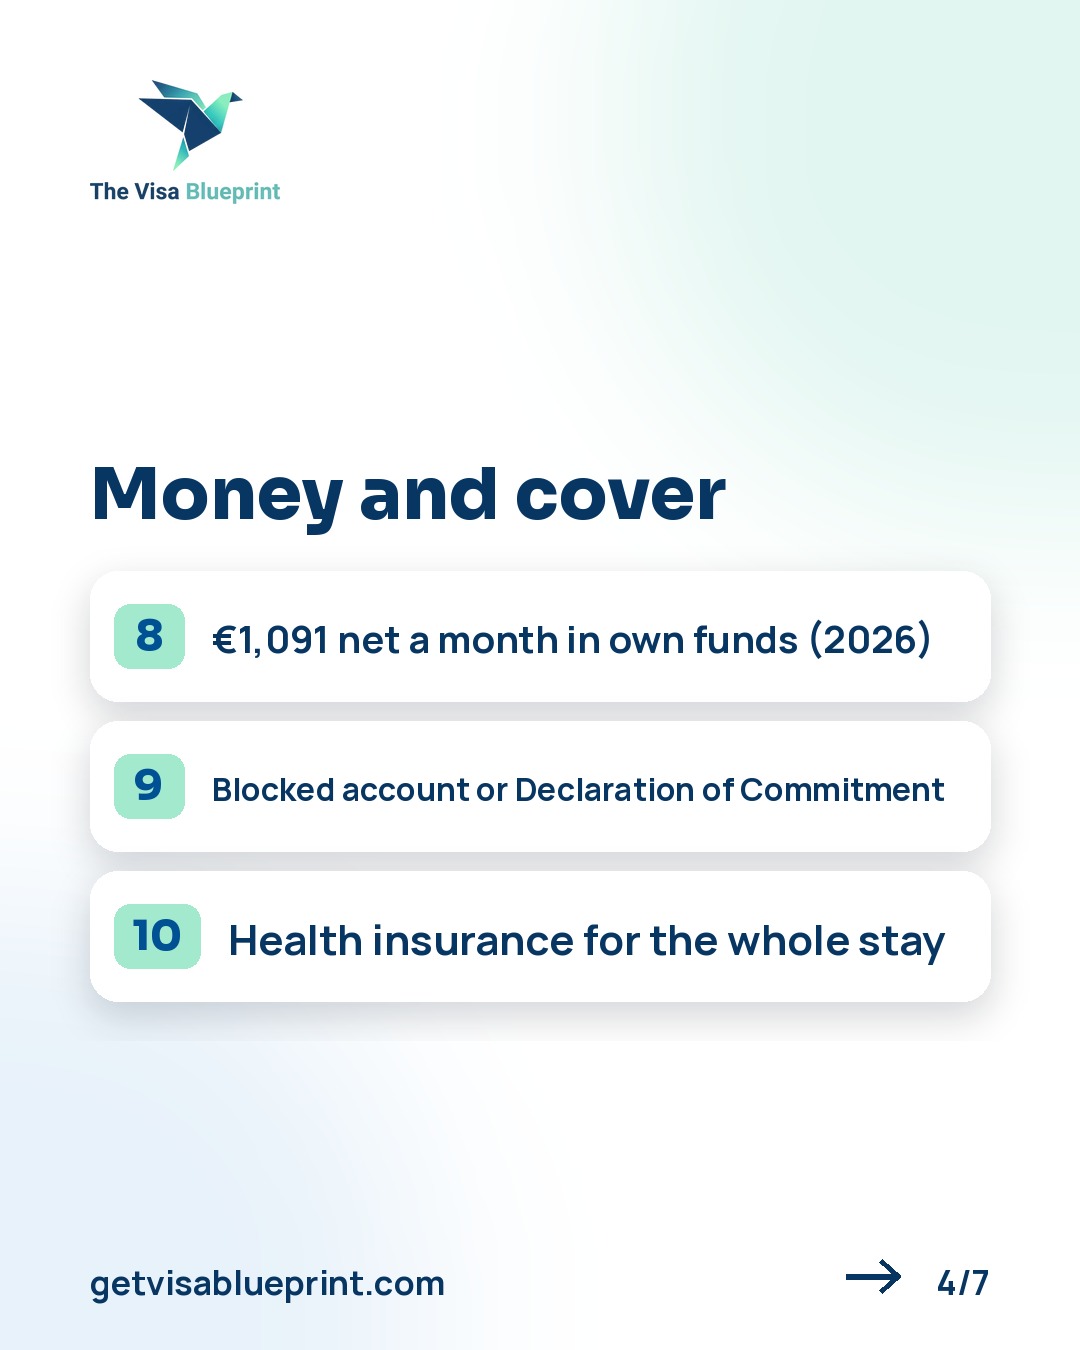 The Visa Blueprint
Money and cover
8 €1,091 net a month in own funds (2026)
9 Blocked account or Declaration of Commitment
10 Health insurance for the whole stay
getvisablueprint.com → 4/7